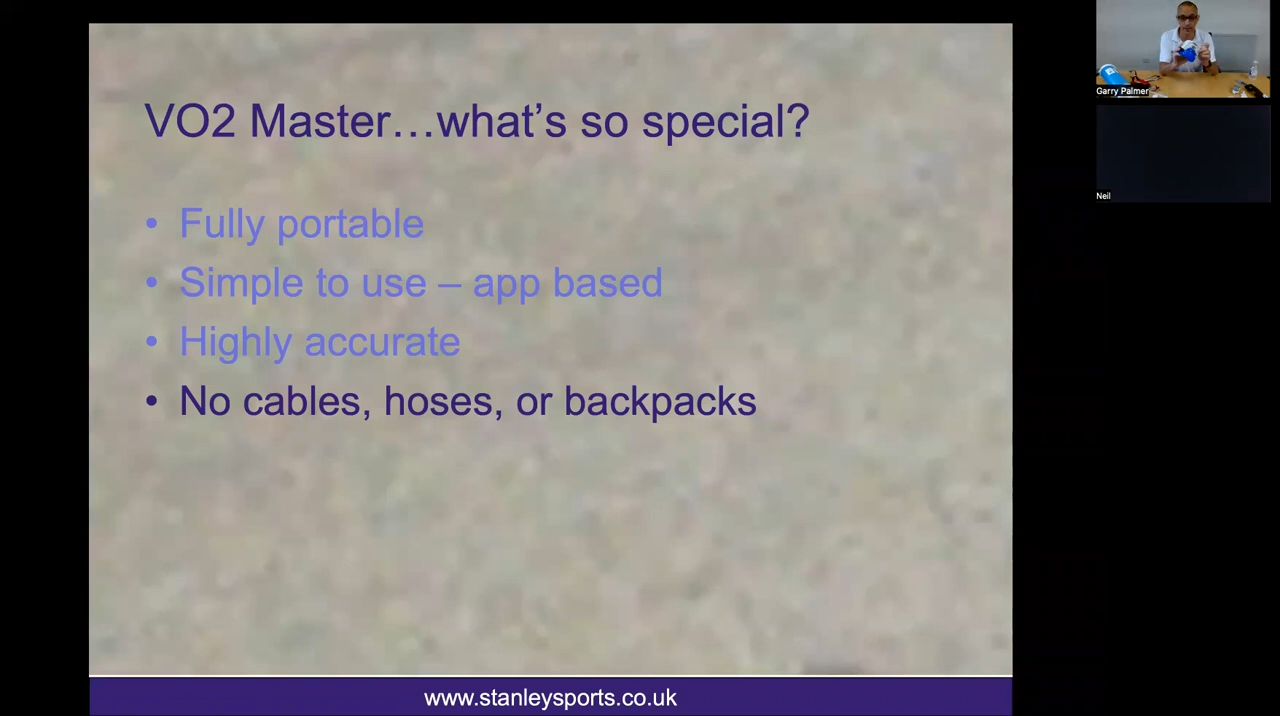 VO2 Master…what's so special?
• Fully portable
• Simple to use – app based
• Highly accurate
• No cables, hoses, or backpacks
www.stanleysports.co.uk
Garry Palmer
Neil